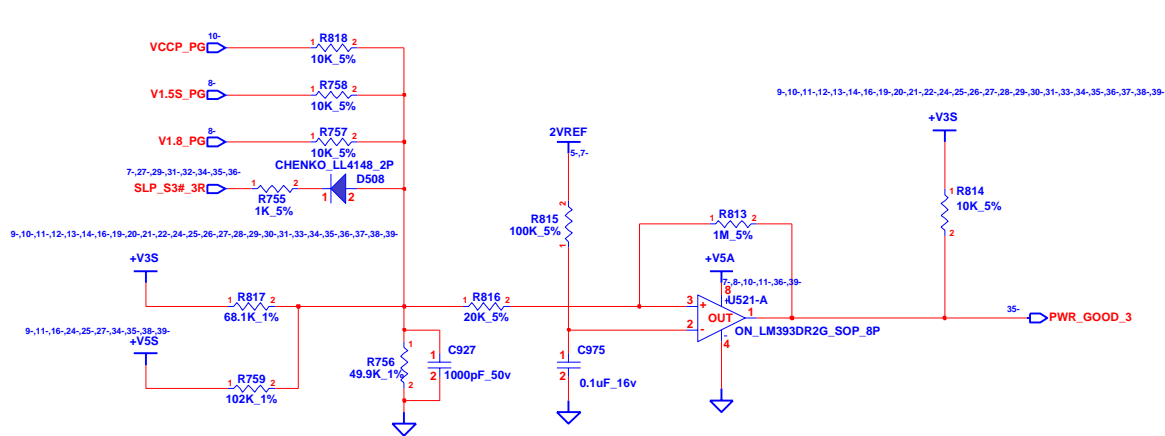 10-
VCCP_PG
1
R818
2
10K_5%
8-
V1.5S_PG
1
R758
2
10K_5%
8-
V1.8_PG
1
R757
2
10K_5%
CHENKO_LL4148_2P
D508
1
2
7-,27-,29-,31-,32-,34-,35-,36-
SLP_S3#_3R
1
2
R755
1K_5%
9-,10-,11-,12-,13-,14-,16-,19-,20-,21-,22-,24-,25-,26-,27-,28-,29-,30-,31-,33-,34-,35-,36-,37-,38-,39-
+V3S
1
R817
2
68.1K_1%
9-,11-,16-,24-,25-,27-,34-,35-,38-,39-
+V5S
1
R759
2
102K_1%
1
R756
49.9K_1%
2
C927
1
2
1000pF_50v
1
R816
2
20K_5%
2VREF
5-,7-
2
R815
100K_5%
1
C975
1
2
0.1uF_16v
1
R813
2
1M_5%
+V5A
7-,8-,10-,11-,36-,39-
8
U521-A
3
+
+
OUT
1
2
-
-
4
ON_LM393DR2G_SOP_8P
9-,10-,11-,12-,13-,14-,16-,19-,20-,21-,22-,24-,25-,26-,27-,28-,29-,30-,31-,33-,34-,35-,36-,37-,38-,39-
+V3S
1
R814
10K_5%
2
35-
PWR_GOOD_3